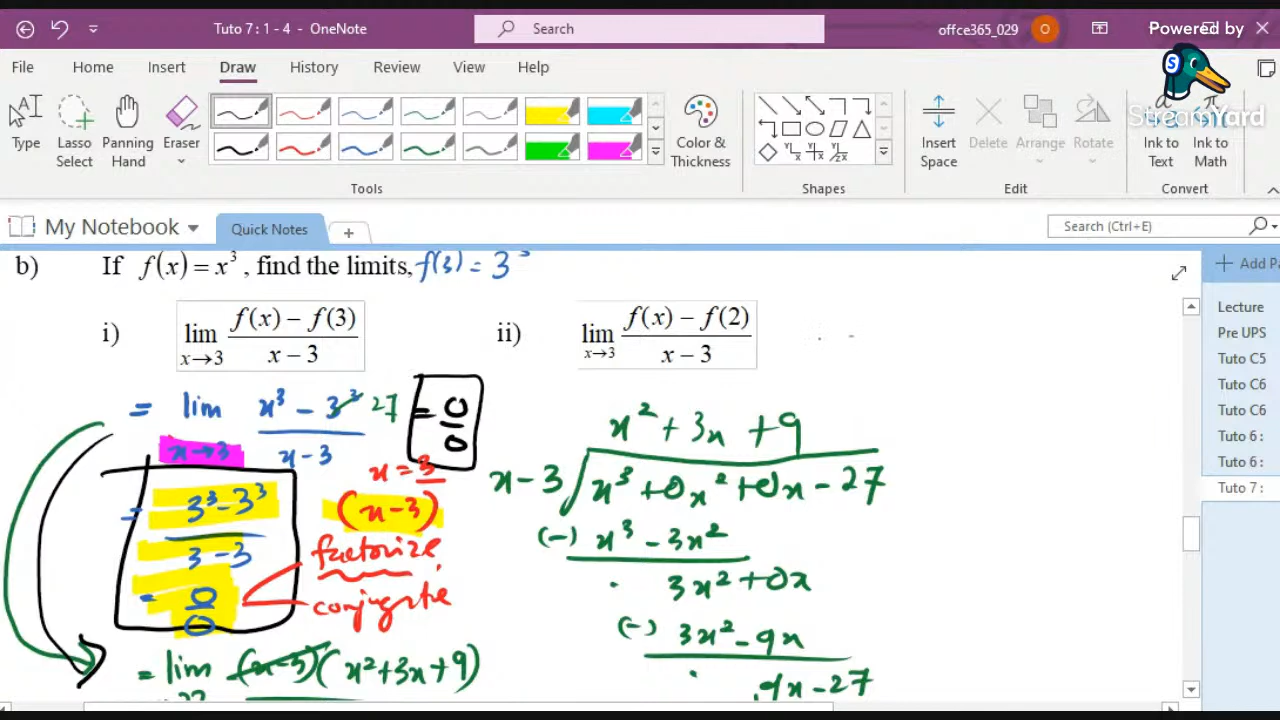 Tuto 7 : 1 - 4 - OneNote
Search
offce365_029
O
Powered by
StreamYard
File
Home
Insert
Draw
History
Review
View
Help
Type
Lasso Select
Panning Hand
Eraser
Color & Thickness
Insert Space
Delete
Arrange
Rotate
Ink to Text
Ink to Math
Tools
Shapes
Edit
Convert
My Notebook
Quick Notes
+
Search (Ctrl+E)
Add Pa
Lecture
Pre UPS
Tuto C5
Tuto C6
Tuto C6
Tuto 6 :
Tuto 6 :
Tuto 7 :
b) If f(x) = x³, find the limits, f(3) = 3³
i) lim x→3 f(x) − f(3) / x − 3
ii) lim x→3 f(x) − f(2) / x − 3
= lim x→3 x³ − 3³ 27 / x − 3 = 0/0
= 3³ − 3³ / 3 − 3
= 0/0
x = 3
(x − 3)
factorize
conjugate
= lim (x−3)(x² + 3x + 9)
x² + 3x + 9
x − 3 x³ + 0x² + 0x − 27
(−) x³ − 3x²
3x² + 0x
(−) 3x² − 9x
9x − 27